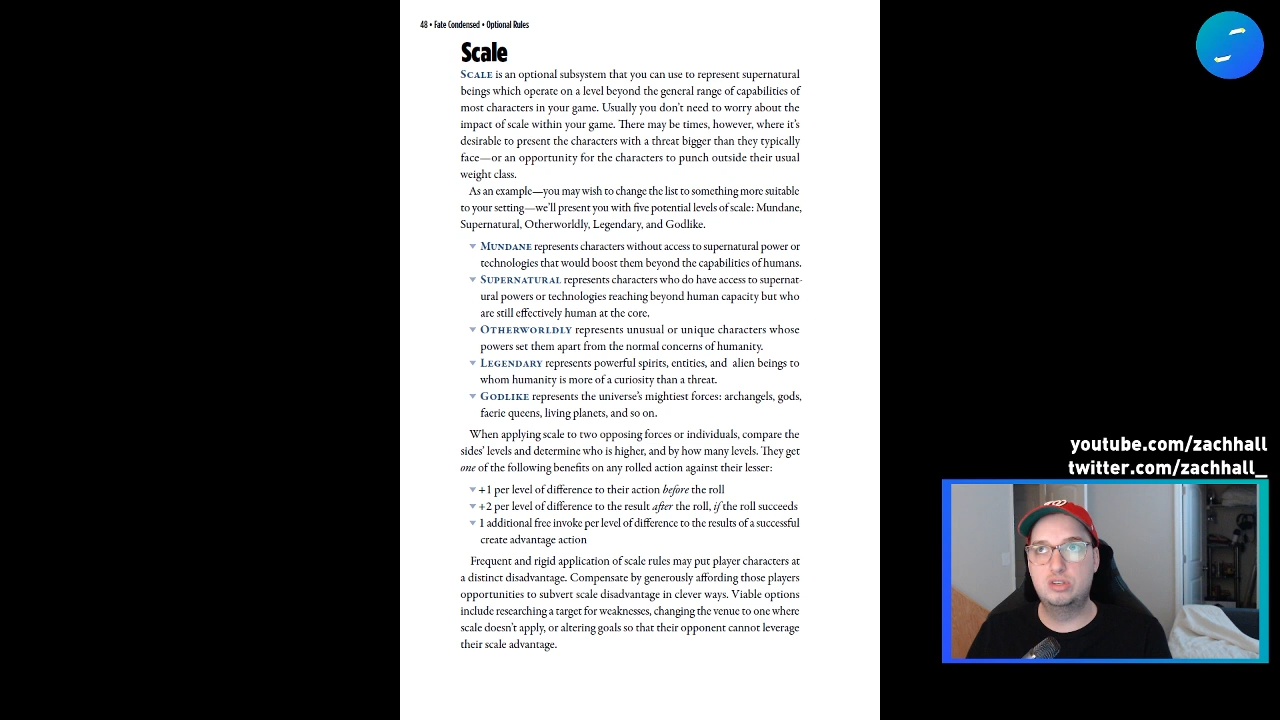 48 • Fate Condensed • Optional Rules
Scale
SCALE is an optional subsystem that you can use to represent supernatural
beings which operate on a level beyond the general range of capabilities of
most characters in your game. Usually you don't need to worry about the
impact of scale within your game. There may be times, however, where it's
desirable to present the characters with a threat bigger than they typically
face—or an opportunity for the characters to punch outside their usual
weight class.
As an example—you may wish to change the list to something more suitable
to your setting—we'll present you with five potential levels of scale: Mundane,
Supernatural, Otherworldly, Legendary, and Godlike.
MUNDANE represents characters without access to supernatural power or
technologies that would boost them beyond the capabilities of humans.
SUPERNATURAL represents characters who do have access to supernat-
ural powers or technologies reaching beyond human capacity but who
are still effectively human at the core.
OTHERWORLDLY represents unusual or unique characters whose
powers set them apart from the normal concerns of humanity.
LEGENDARY represents powerful spirits, entities, and alien beings to
whom humanity is more of a curiosity than a threat.
GODLIKE represents the universe's mightiest forces: archangels, gods,
faerie queens, living planets, and so on.
When applying scale to two opposing forces or individuals, compare the
sides' levels and determine who is higher, and by how many levels. They get
one of the following benefits on any rolled action against their lesser:
+1 per level of difference to their action before the roll
+2 per level of difference to the result after the roll, if the roll succeeds
1 additional free invoke per level of difference to the results of a successful
create advantage action
Frequent and rigid application of scale rules may put player characters at
a distinct disadvantage. Compensate by generously affording those players
opportunities to subvert scale disadvantage in clever ways. Viable options
include researching a target for weaknesses, changing the venue to one where
scale doesn't apply, or altering goals so that their opponent cannot leverage
their scale advantage.
youtube.com/zachhall
twitter.com/zachhall_